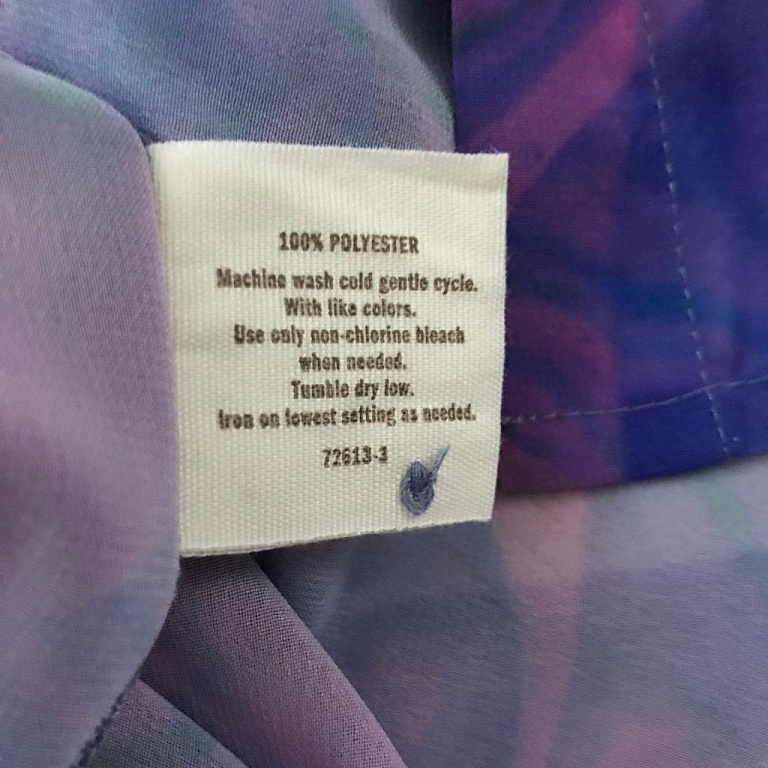 100% POLYESTER
Machine wash cold gentle cycle.
With like colors.
Use only non-chlorine bleach
when needed.
Tumble dry low.
Iron on lowest setting as needed.
72613-3